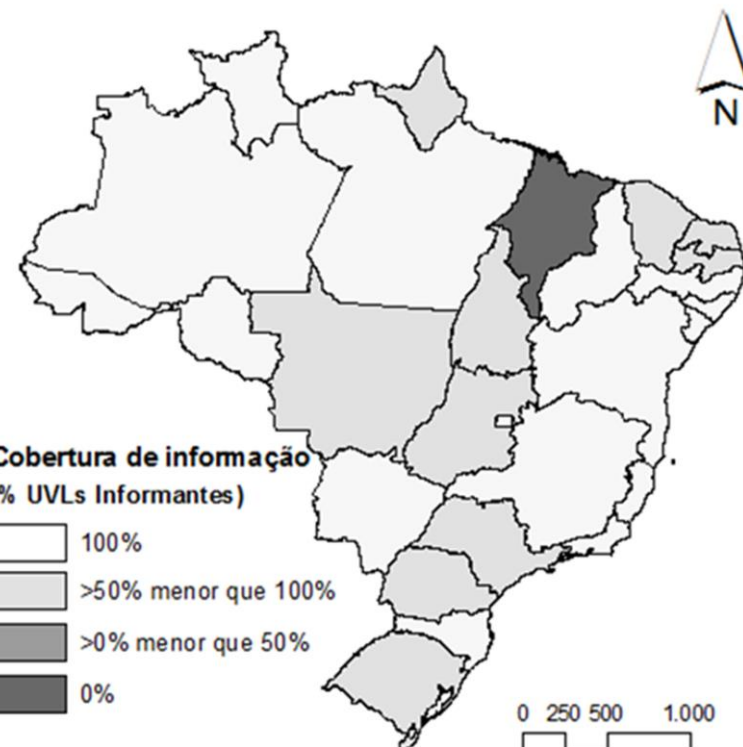 N
Cobertura de informação
% UVLs Informantes)
100%
>50% menor que 100%
>0% menor que 50%
0%
0 250 500 1.000